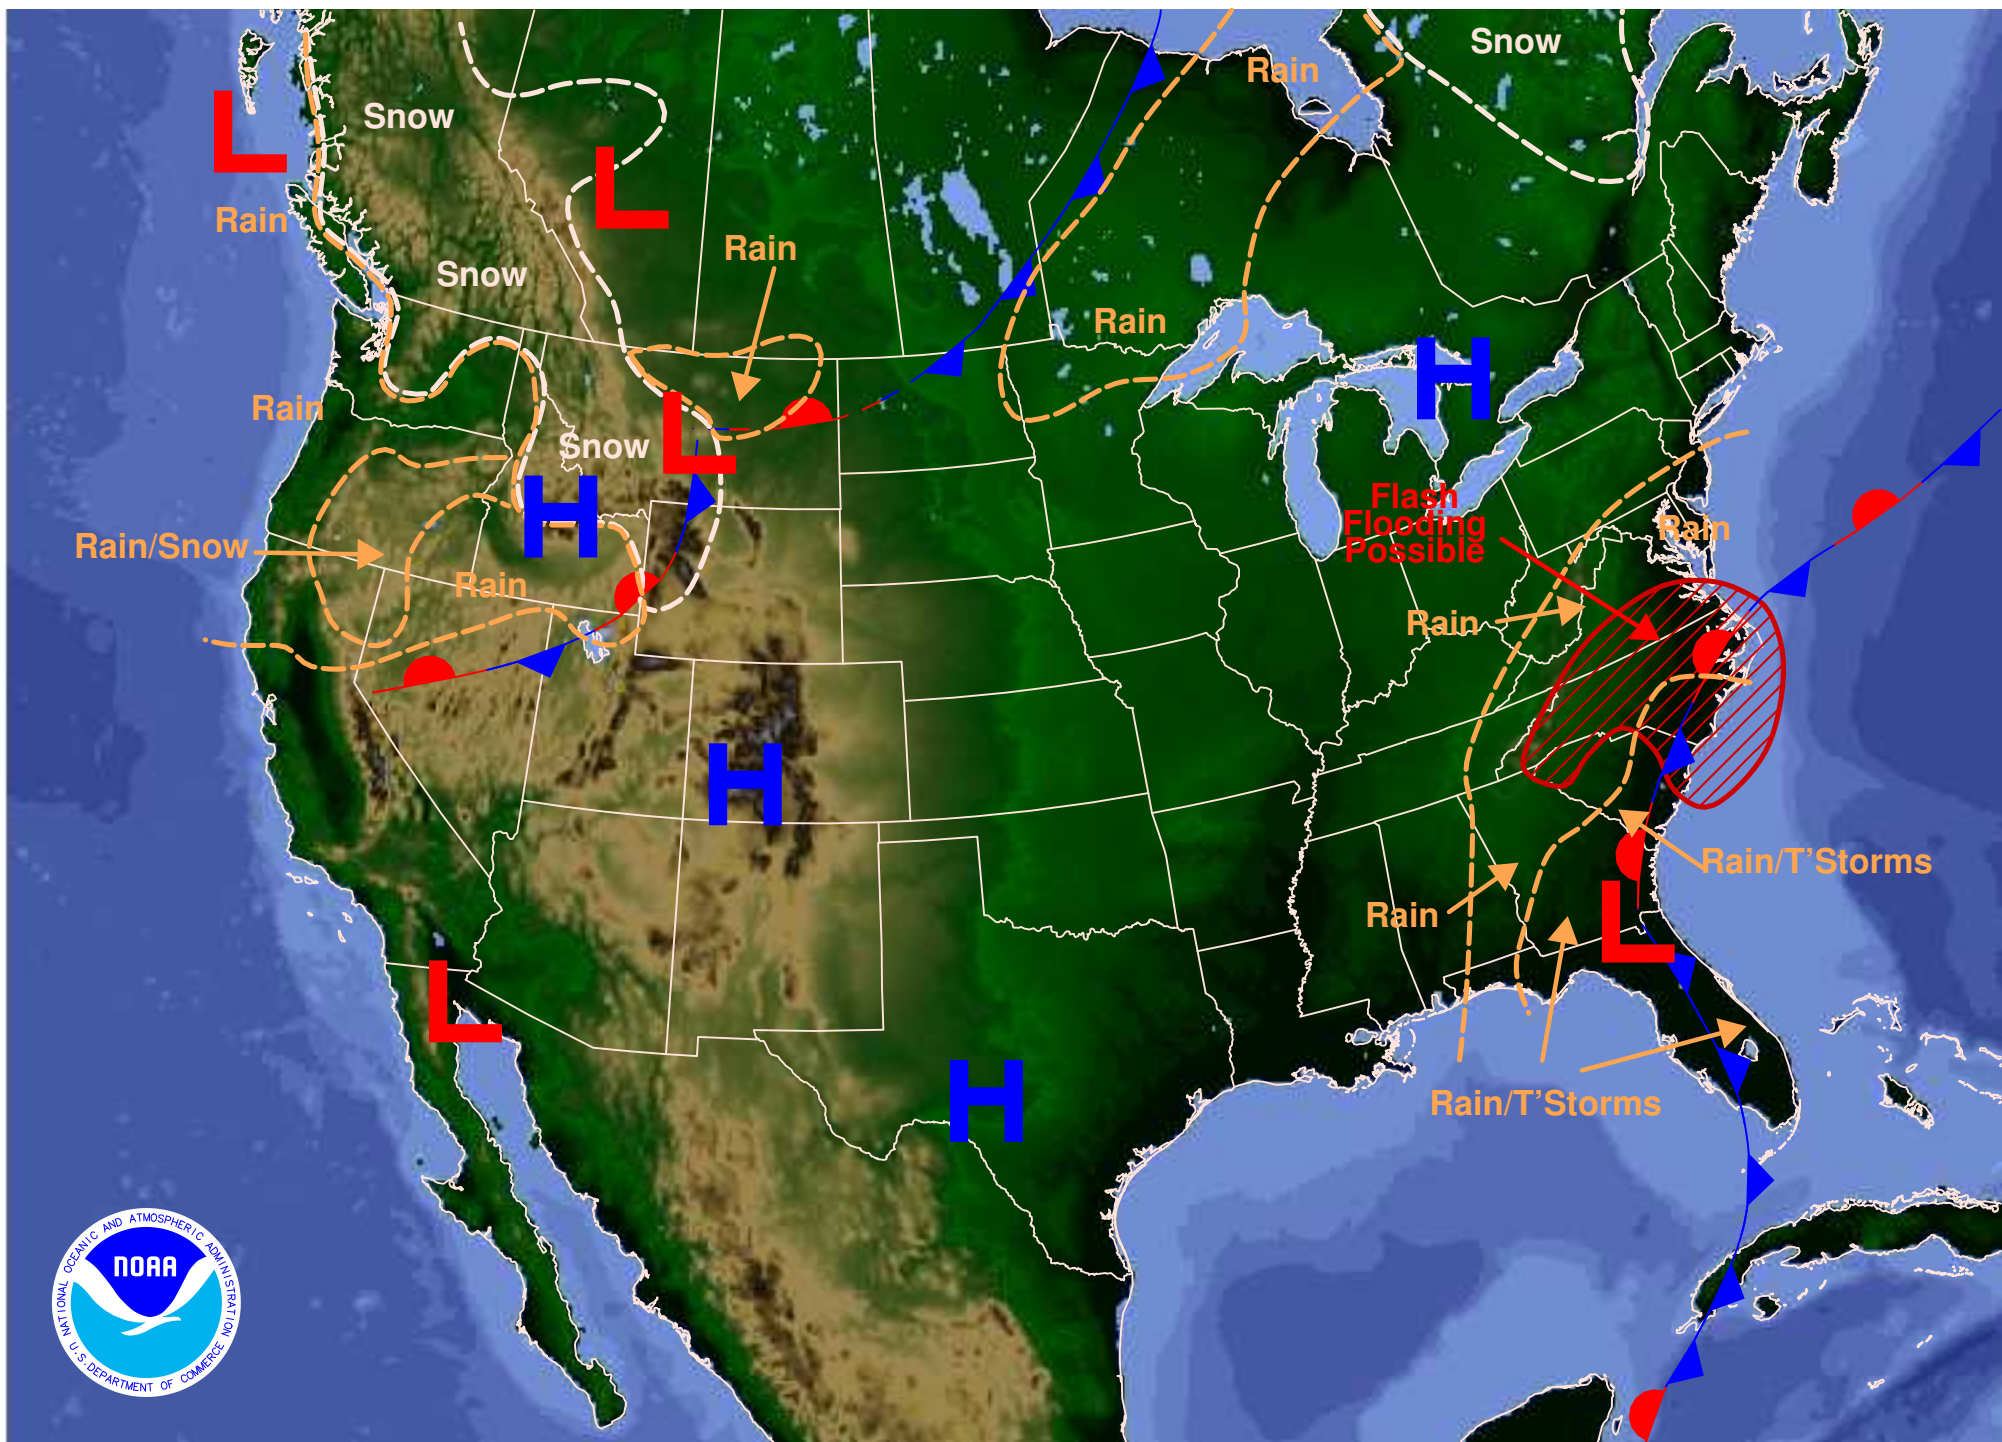 Snow
Rain
Snow
L
L
Rain
Rain
Snow
Rain
H
Rain
L
Snow
H
Flash
Flooding
Possible
Rain
Rain/Snow
Rain
Rain
H
Rain/T'Storms
Rain
L
L
H
Rain/T'Storms
NATIONAL OCEANIC AND ATMOSPHERIC ADMINISTRATION
NOAA
U.S. DEPARTMENT OF COMMERCE